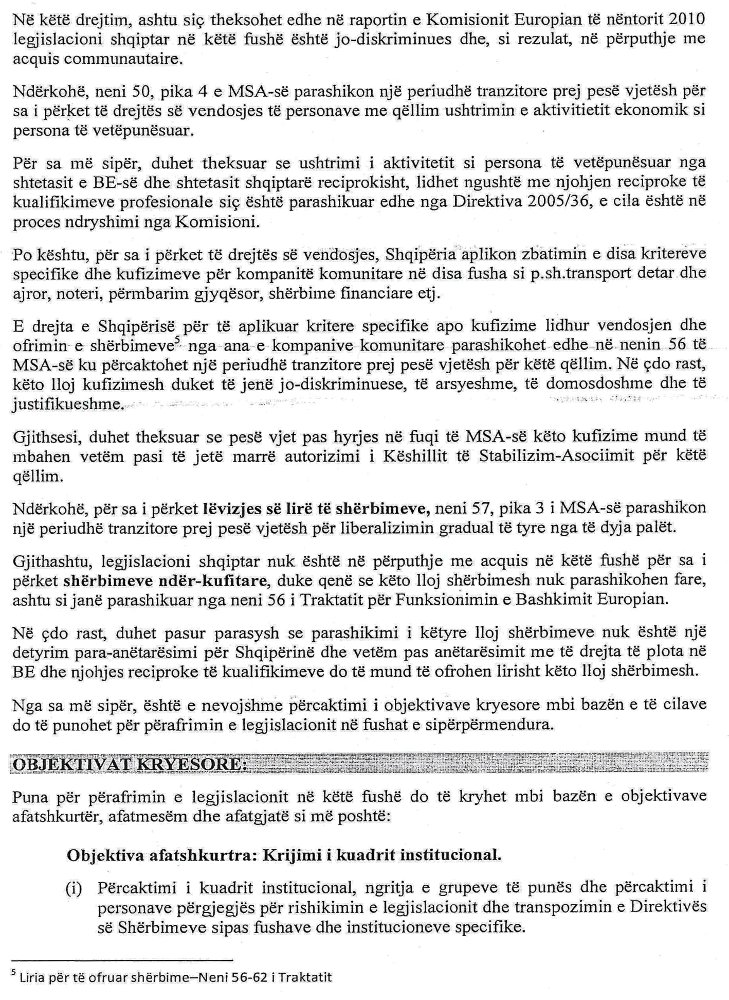 Në këtë drejtim, ashtu siç theksohet edhe në raportin e Komisionit Europian të nëntorit 2010
legjislacioni shqiptar në këtë fushë është jo-diskriminues dhe, si rezulat, në përputhje me
acquis communautaire.
Ndërkohë, neni 50, pika 4 e MSA-së parashikon një periudhë tranzitore prej pesë vjetësh për
sa i përket të drejtës së vendosjes të personave me qëllim ushtrimin e aktivitietit ekonomik si
persona të vetëpunësuar.
Për sa më sipër, duhet theksuar se ushtrimi i aktivitetit si persona të vetëpunësuar nga
shtetasit e BE-së dhe shtetasit shqiptarë reciprokisht, lidhet ngushtë me njohjen reciproke të
kualifikimeve profesionale siç është parashikuar edhe nga Direktiva 2005/36, e cila është në
proces ndryshimi nga Komisioni.
Po kështu, për sa i përket të drejtës së vendosjes, Shqipëria aplikon zbatimin e disa kritereve
specifike dhe kufizimeve për kompanitë komunitare në disa fusha si p.sh.transport detar dhe
ajror, noteri, përmbarim gjyqësor, shërbime financiare etj.
E drejta e Shqipërisë për të aplikuar kritere specifike apo kufizime lidhur vendosjen dhe
ofrimin e shërbimeve5 nga ana e kompanive komunitare parashikohet edhe në nenin 56 të
MSA-së ku përcaktohet një periudhë tranzitore prej pesë vjetësh për këtë qëllim. Në çdo rast,
këto lloj kufizimesh duket të jenë jo-diskriminuese, të arsyeshme, të domosdoshme dhe të
justifikueshme.
Gjithsesi, duhet theksuar se pesë vjet pas hyrjes në fuqi të MSA-së këto kufizime mund të
mbahen vetëm pasi të jetë marrë autorizimi i Këshillit të Stabilizim-Asociimit për këtë
qëllim.
Ndërkohë, për sa i përket lëvizjes së lirë të shërbimeve, neni 57, pika 3 i MSA-së parashikon
një periudhë tranzitore prej pesë vjetësh për liberalizimin gradual të tyre nga të dyja palët.
Gjithashtu, legjislacioni shqiptar nuk është në përputhje me acquis në këtë fushë për sa i
përket shërbimeve ndër-kufitare, duke qenë se këto lloj shërbimesh nuk parashikohen fare,
ashtu si janë parashikuar nga neni 56 i Traktatit për Funksionimin e Bashkimit Europian.
Në çdo rast, duhet pasur parasysh se parashikimi i këtyre lloj shërbimeve nuk është një
detyrim para-anëtarësimi për Shqipërinë dhe vetëm pas anëtarësimit me të drejta të plota në
BE dhe njohjes reciproke të kualifikimeve do të mund të ofrohen lirisht këto lloj shërbimesh.
Nga sa më sipër, është e nevojshme përcaktimi i objektivave kryesore mbi bazën e të cilave
do të punohet për përafrimin e legjislacionit në fushat e sipërpërmendura.
OBJEKTIVAT KRYESORE:
Puna për përafrimin e legjislacionit në këtë fushë do të kryhet mbi bazën e objektivave
afatshkurtër, afatmesëm dhe afatgjatë si më poshtë:
Objektiva afatshkurtra: Krijimi i kuadrit institucional.
(i) Përcaktimi i kuadrit institucional, ngritja e grupeve të punës dhe përcaktimi i
personave përgjegjës për rishikimin e legjislacionit dhe transpozimin e Direktivës
së Shërbimeve sipas fushave dhe institucioneve specifike.
5 Liria për të ofruar shërbime–Neni 56-62 i Traktatit